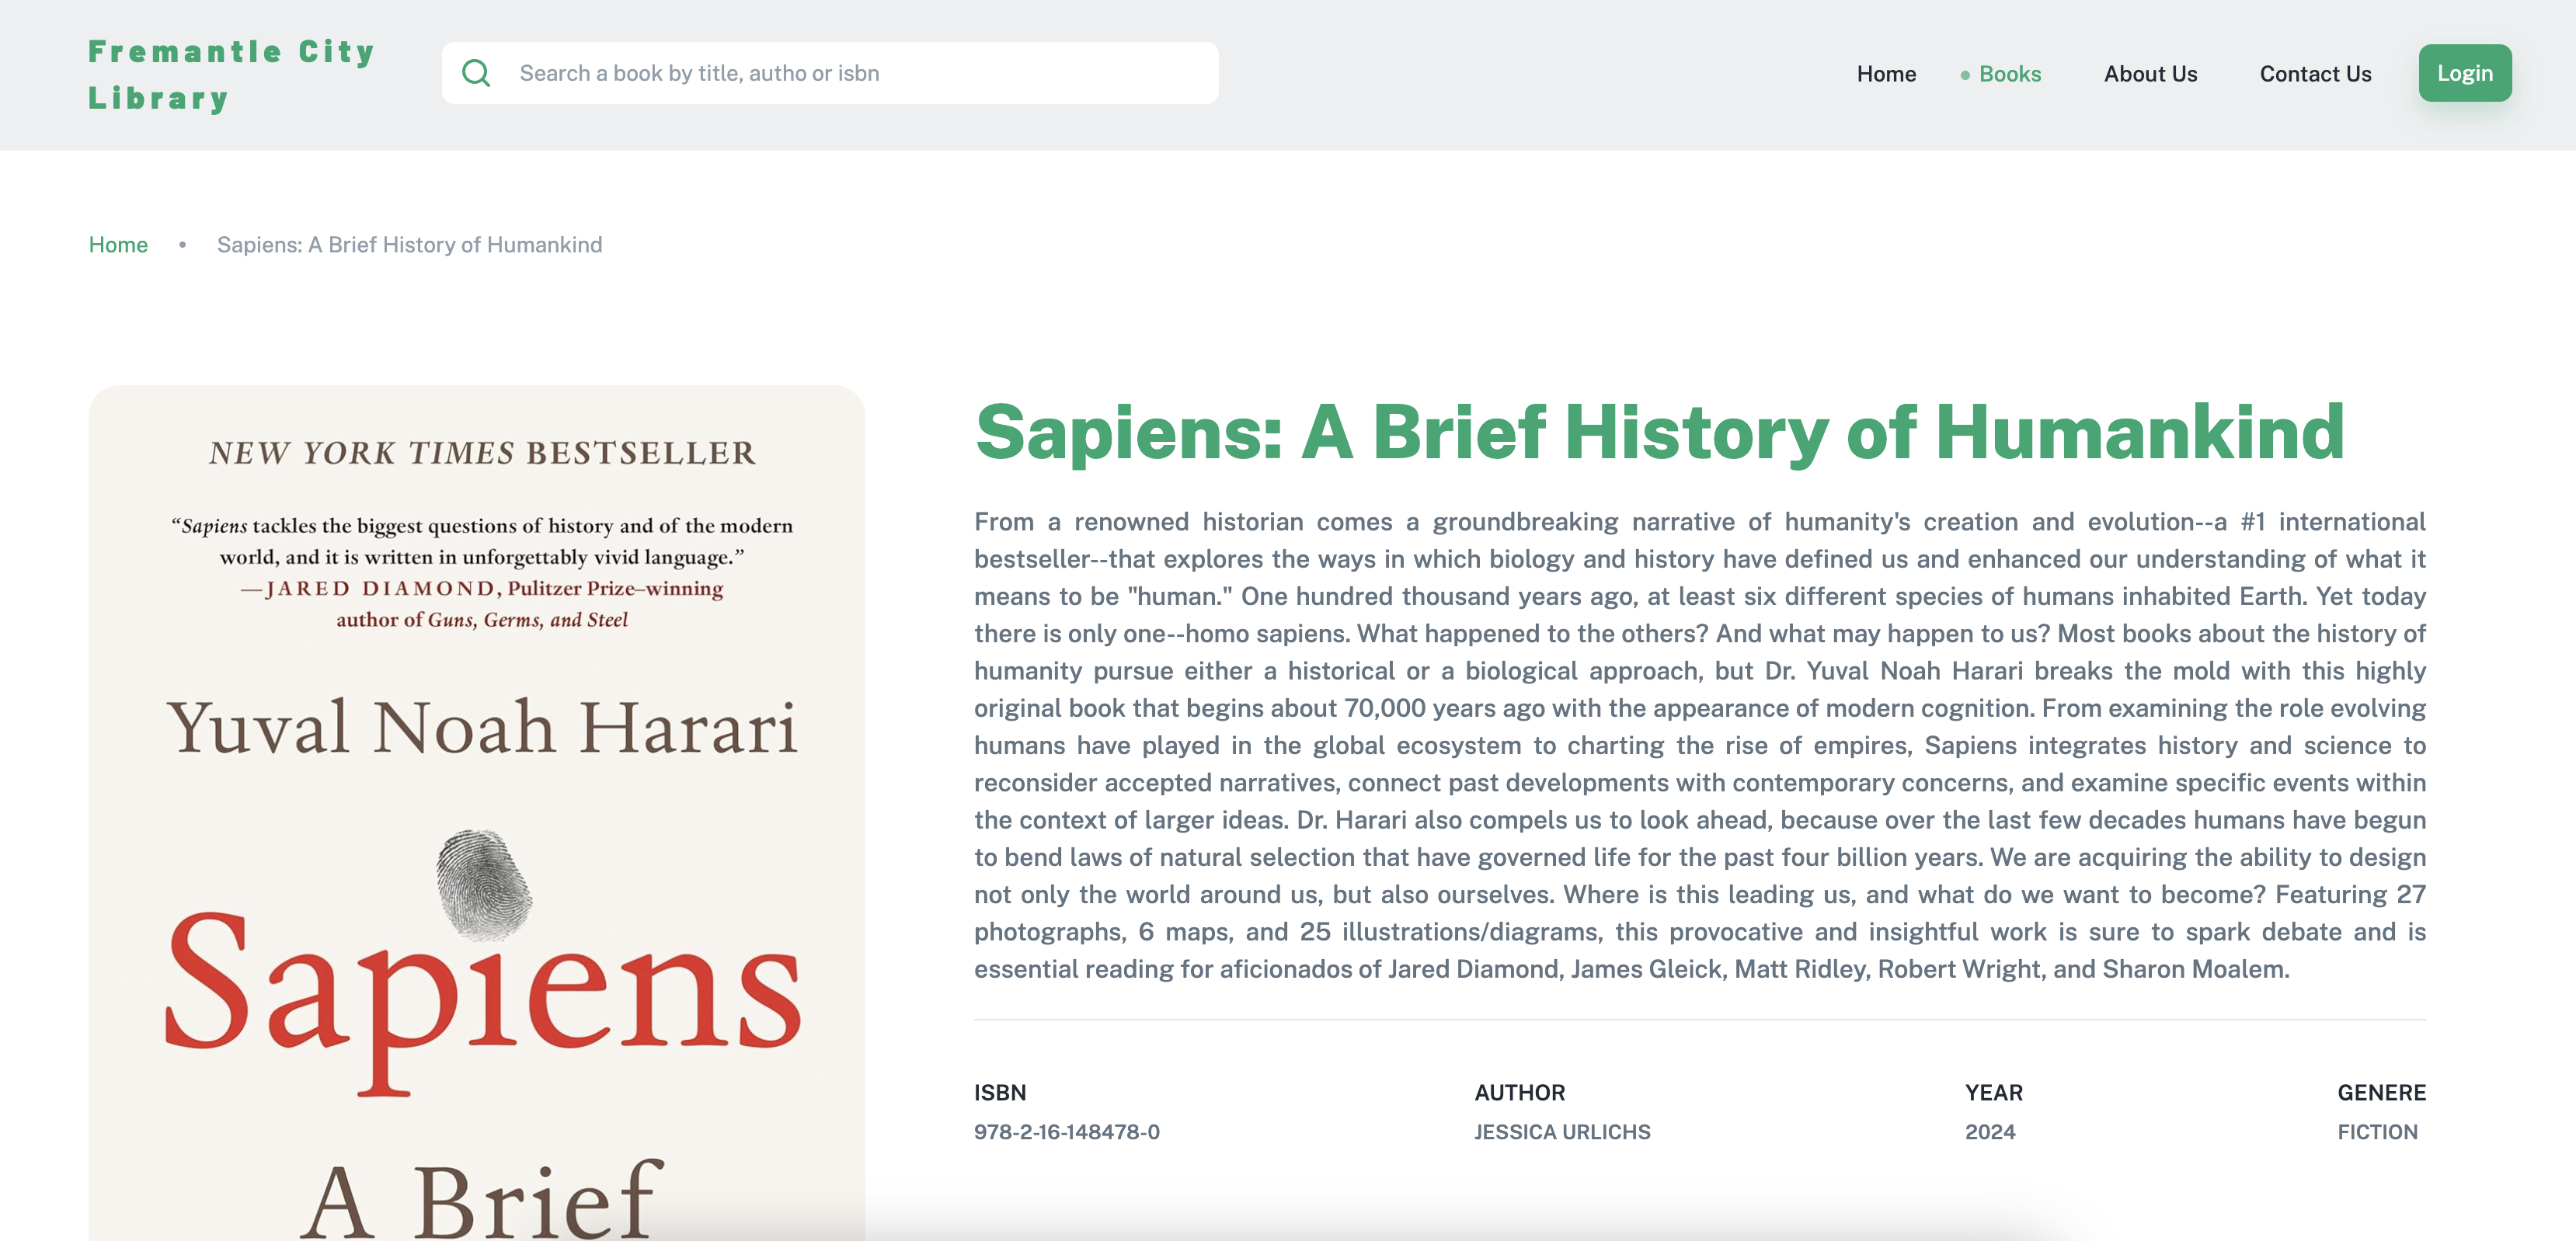 Fremantle City
Library
Search a book by title, autho or isbn
Home
Books
About Us
Contact Us
Login
Home • Sapiens: A Brief History of Humankind
NEW YORK TIMES BESTSELLER
“Sapiens tackles the biggest questions of history and of the modern
world, and it is written in unforgettably vivid language.”
—JARED DIAMOND, Pulitzer Prize–winning
author of Guns, Germs, and Steel
Yuval Noah Harari
Sapiens
A Brief
Sapiens: A Brief History of Humankind
From a renowned historian comes a groundbreaking narrative of humanity's creation and evolution--a #1 international
bestseller--that explores the ways in which biology and history have defined us and enhanced our understanding of what it
means to be "human." One hundred thousand years ago, at least six different species of humans inhabited Earth. Yet today
there is only one--homo sapiens. What happened to the others? And what may happen to us? Most books about the history of
humanity pursue either a historical or a biological approach, but Dr. Yuval Noah Harari breaks the mold with this highly
original book that begins about 70,000 years ago with the appearance of modern cognition. From examining the role evolving
humans have played in the global ecosystem to charting the rise of empires, Sapiens integrates history and science to
reconsider accepted narratives, connect past developments with contemporary concerns, and examine specific events within
the context of larger ideas. Dr. Harari also compels us to look ahead, because over the last few decades humans have begun
to bend laws of natural selection that have governed life for the past four billion years. We are acquiring the ability to design
not only the world around us, but also ourselves. Where is this leading us, and what do we want to become? Featuring 27
photographs, 6 maps, and 25 illustrations/diagrams, this provocative and insightful work is sure to spark debate and is
essential reading for aficionados of Jared Diamond, James Gleick, Matt Ridley, Robert Wright, and Sharon Moalem.
ISBN
978-2-16-148478-0
AUTHOR
JESSICA URLICHS
YEAR
2024
GENERE
FICTION